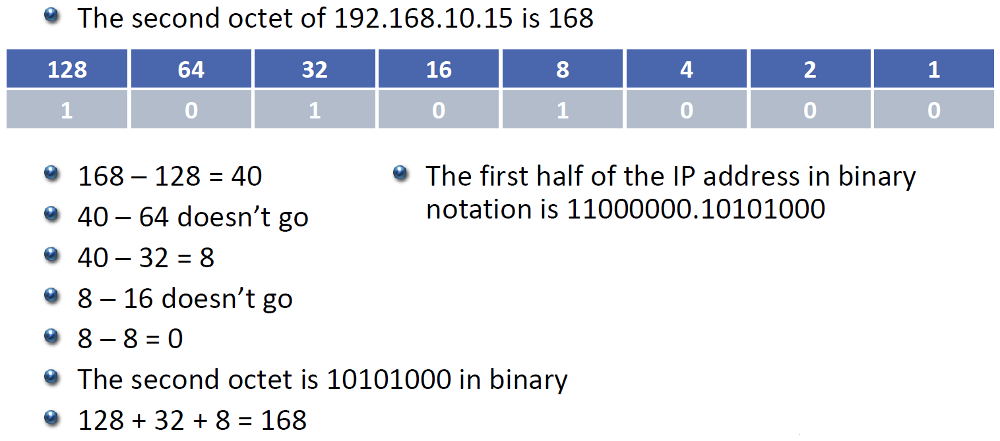 The second octet of 192.168.10.15 is 168
128 64 32 16 8 4 2 1
1 0 1 0 1 0 0 0
168 – 128 = 40
40 – 64 doesn’t go
40 – 32 = 8
8 – 16 doesn’t go
8 – 8 = 0
The second octet is 10101000 in binary
128 + 32 + 8 = 168
The first half of the IP address in binary
notation is 11000000.10101000